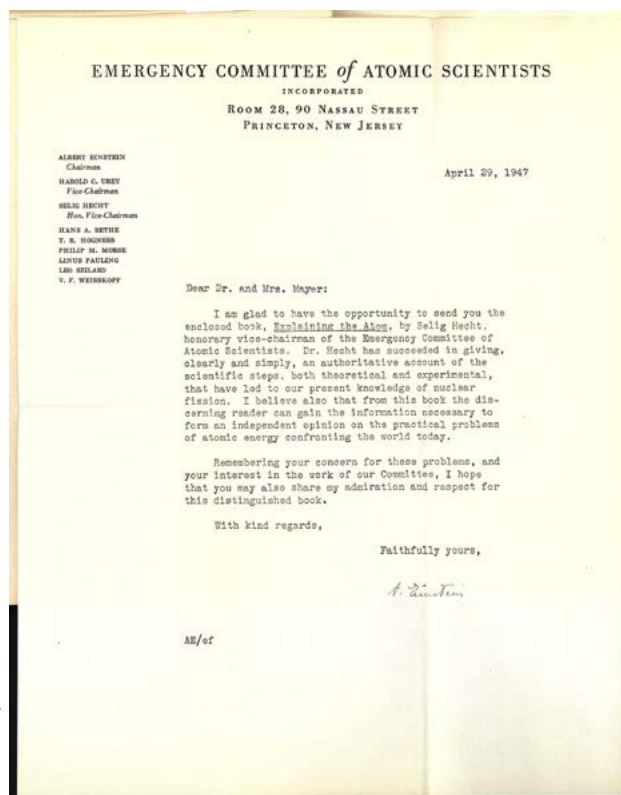 EMERGENCY COMMITTEE of ATOMIC SCIENTISTS
INCORPORATED
ROOM 28, 90 NASSAU STREET
PRINCETON, NEW JERSEY
ALBERT EINSTEIN
Chairman
HAROLD C. UREY
Vice-Chairman
SELIG HECHT
Hon. Vice-Chairman
HANS A. BETHE
T. R. HOGNESS
PHILIP M. MORSE
LINUS PAULING
LEO SZILARD
V. F. WEISSKOPF
April 29, 1947
Dear Dr. and Mrs. Mayer:
I am glad to have the opportunity to send you the
enclosed book, Explaining the Atom, by Selig Hecht,
honorary vice-chairman of the Emergency Committee of
Atomic Scientists. Dr. Hecht has succeeded in giving,
clearly and simply, an authoritative account of the
scientific steps, both theoretical and experimental,
that have led to our present knowledge of nuclear
fission. I believe also that from this book the dis-
cerning reader can gain the information necessary to
form an independent opinion on the practical problems
of atomic energy confronting the world today.
Remembering your concern for these problems, and
your interest in the work of our Committee, I hope
that you may also share my admiration and respect for
this distinguished book.
With kind regards,
Faithfully yours,
A. Einstein
AE/ef